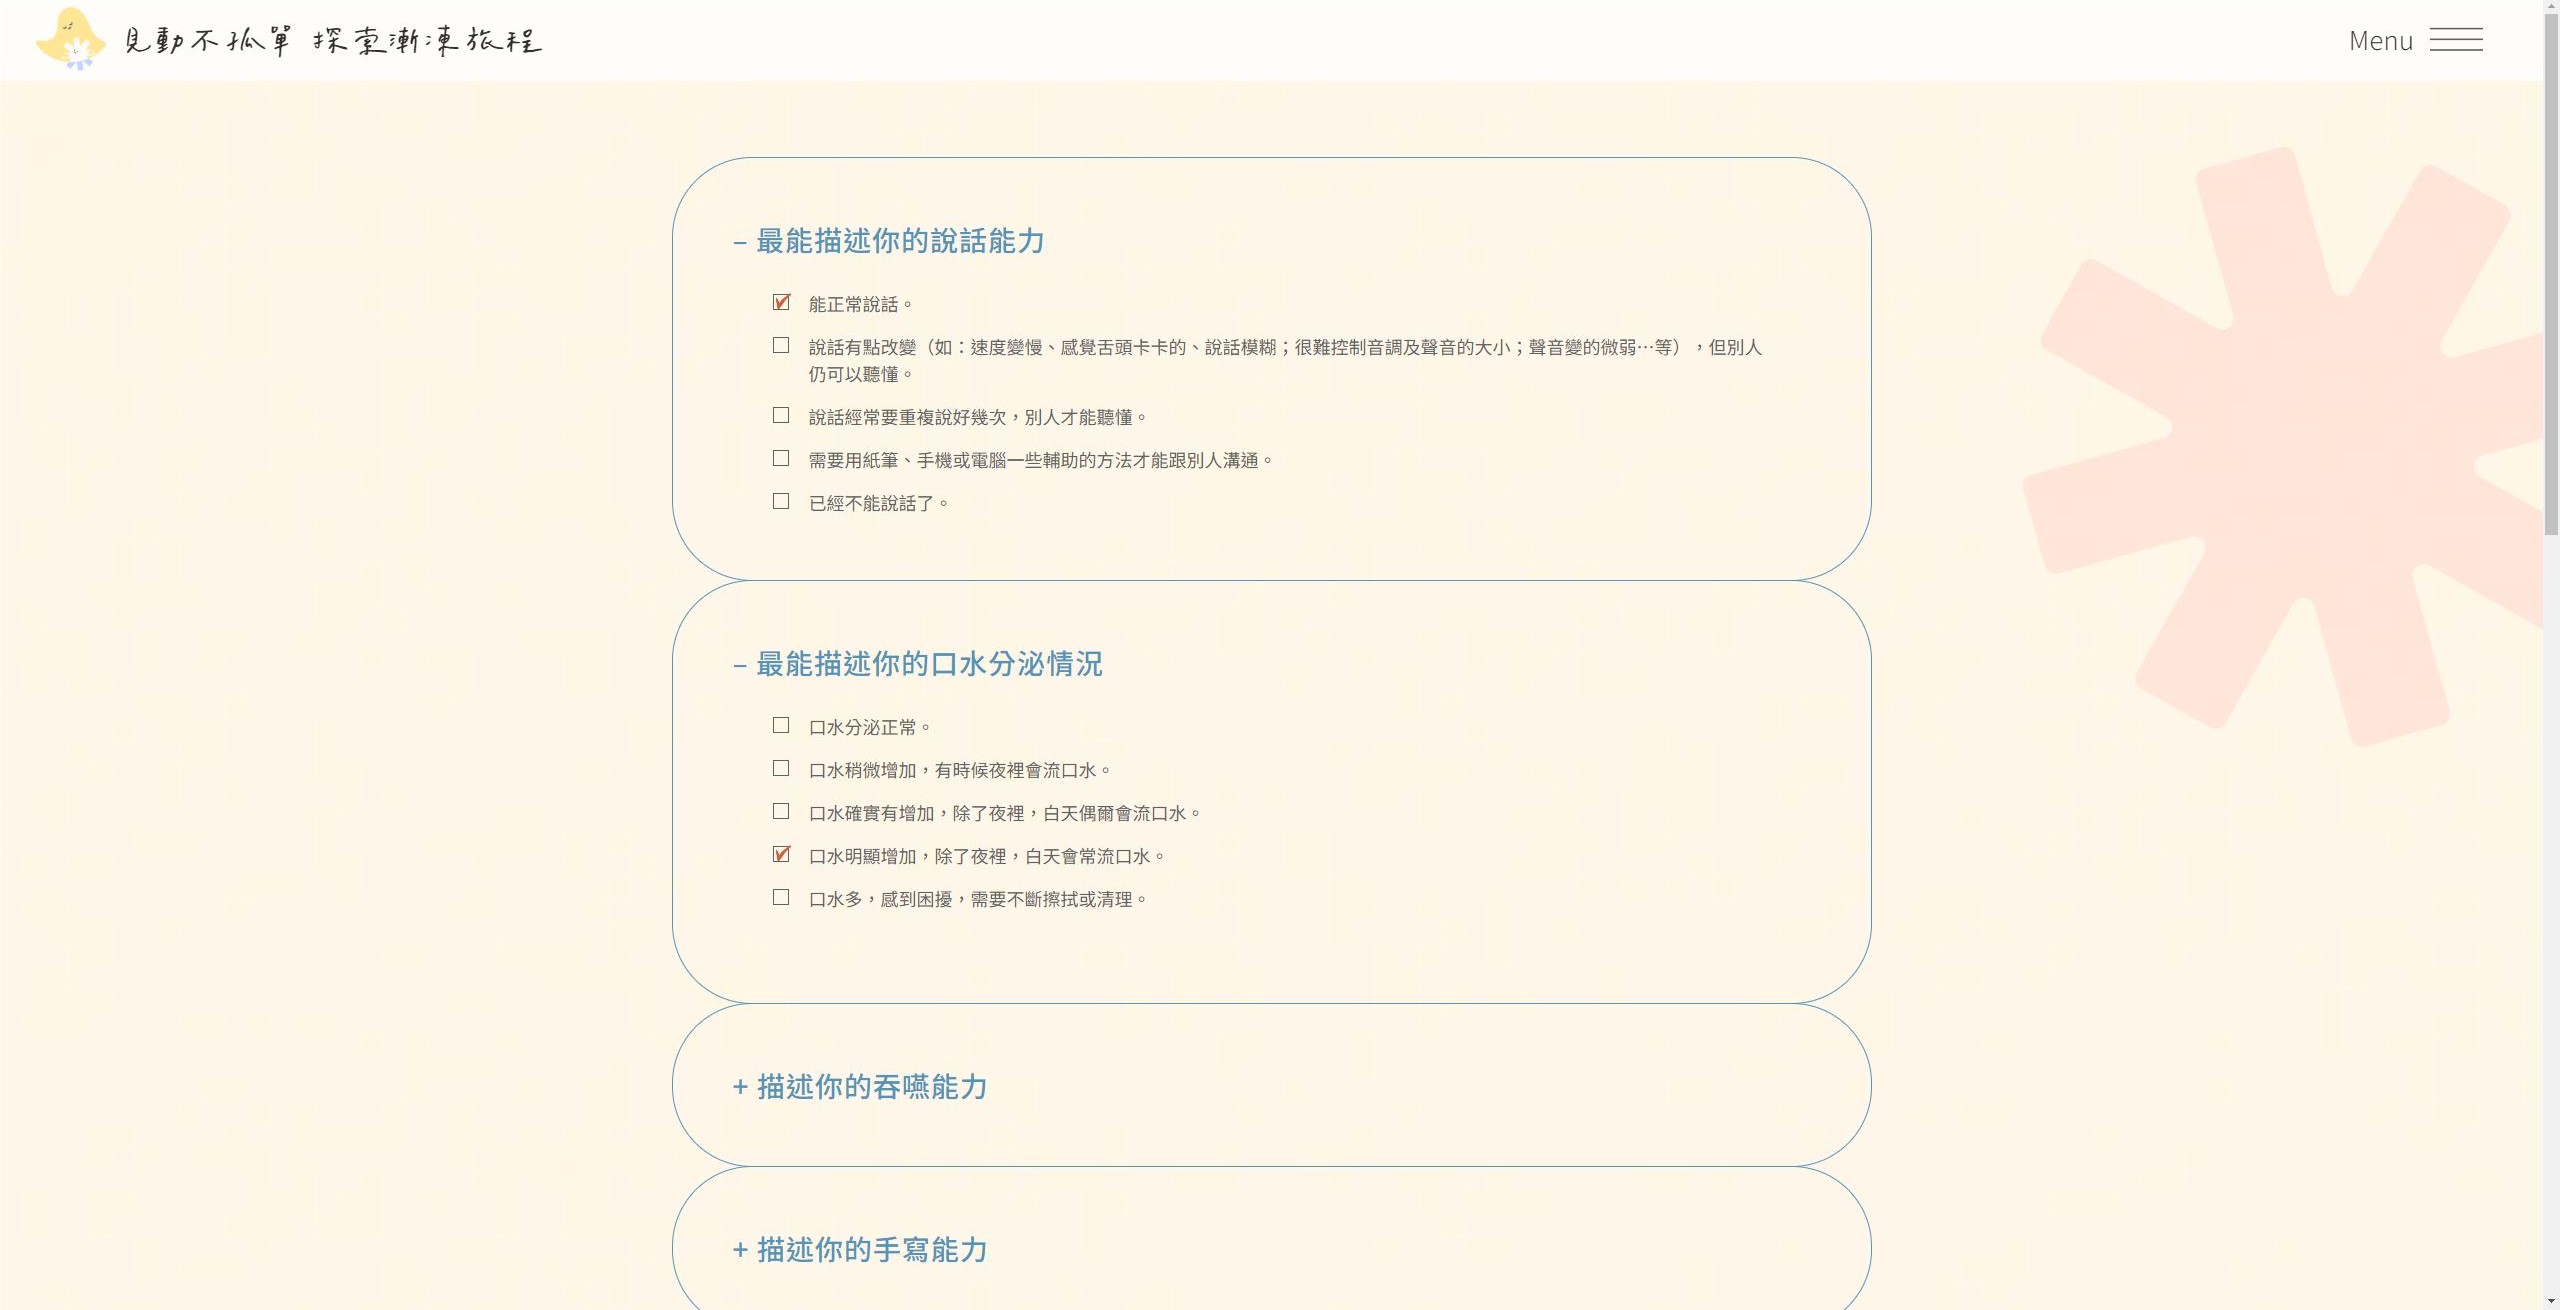 見動不孤單 探索漸凍旅程
Menu
– 最能描述你的說話能力
能正常說話。
說話有點改變（如：速度變慢、感覺舌頭卡卡的、說話模糊；很難控制音調及聲音的大小；聲音變的微弱…等），但別人
仍可以聽懂。
說話經常要重複說好幾次，別人才能聽懂。
需要用紙筆、手機或電腦一些輔助的方法才能跟別人溝通。
已經不能說話了。
– 最能描述你的口水分泌情況
口水分泌正常。
口水稍微增加，有時候夜裡會流口水。
口水確實有增加，除了夜裡，白天偶爾會流口水。
口水明顯增加，除了夜裡，白天會常流口水。
口水多，感到困擾，需要不斷擦拭或清理。
+ 描述你的吞嚥能力
+ 描述你的手寫能力